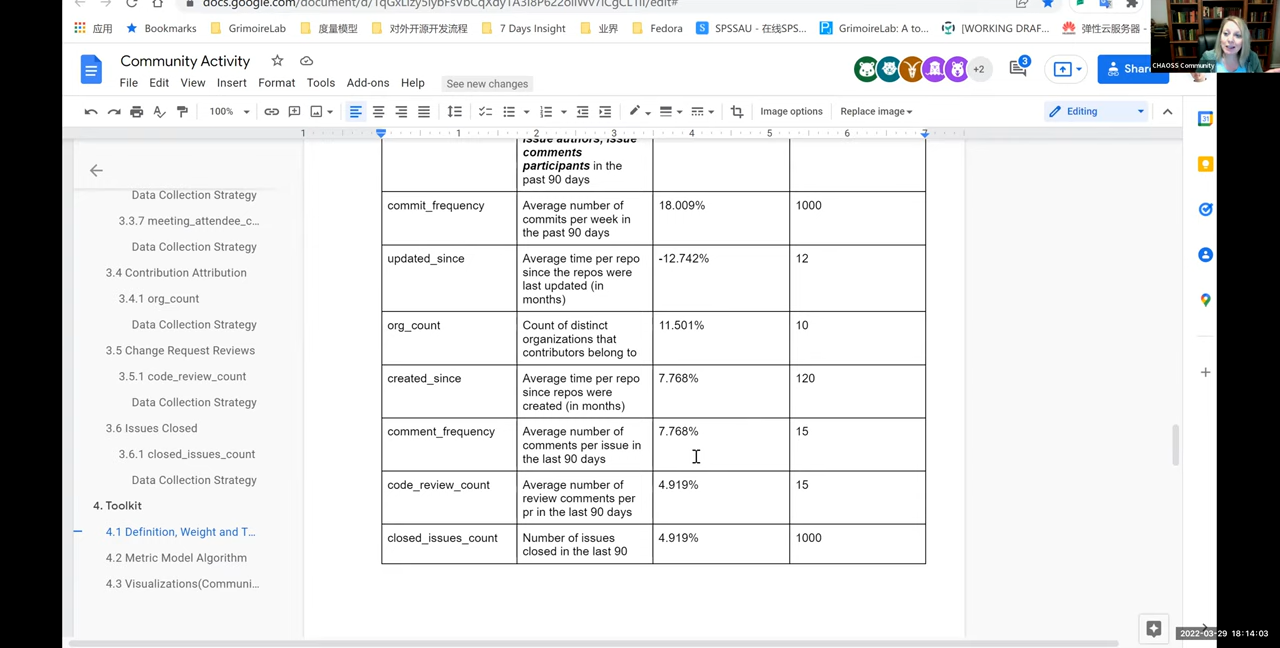 应用
Bookmarks
GrimoireLab
度量模型
对外开源开发流程
7 Days Insight
业界
Fedora
SPSSAU - 在线SPS...
GrimoireLab: A to...
[WORKING DRAF...
弹性云服务器 -
CHAOSS Community
Community Activity
File Edit View Insert Format Tools Add-ons Help See new changes
+2
3
Shar
100%
Image options
Replace image
Editing
1 1 2 3 4 5 6 7
Data Collection Strategy
3.3.7 meeting_attendee_c...
Data Collection Strategy
3.4 Contribution Attribution
3.4.1 org_count
Data Collection Strategy
3.5 Change Request Reviews
3.5.1 code_review_count
Data Collection Strategy
3.6 Issues Closed
3.6.1 closed_issues_count
Data Collection Strategy
4. Toolkit
4.1 Definition, Weight and T...
4.2 Metric Model Algorithm
4.3 Visualizations(Communi...
issue authors, issue
comments
participants in the
past 90 days
commit_frequency
Average number of
commits per week in
the past 90 days
18.009%
1000
updated_since
Average time per repo
since the repos were
last updated (in
months)
-12.742%
12
org_count
Count of distinct
organizations that
contributors belong to
11.501%
10
created_since
Average time per repo
since repos were
created (in months)
7.768%
120
comment_frequency
Average number of
comments per issue in
the last 90 days
7.768%
15
code_review_count
Average number of
review comments per
pr in the last 90 days
4.919%
15
closed_issues_count
Number of issues
closed in the last 90
4.919%
1000
2022-03-29 18:14:03